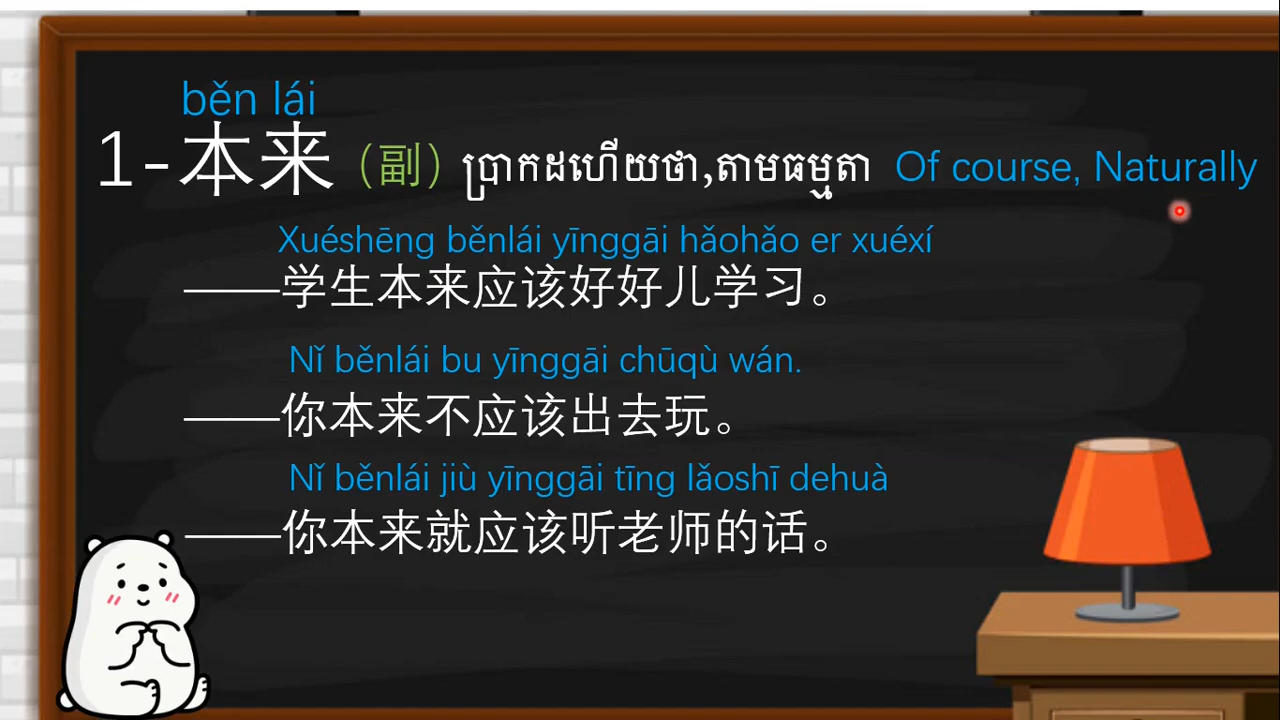 běn lái
1-本来 (副) ប្រាកដហើយថា,តាមធម្មតា Of course, Naturally
Xuéshēng běnlái yīnggāi hǎohǎo er xuéxí
——学生本来应该好好儿学习。
Nǐ běnlái bu yīnggāi chūqù wán.
——你本来不应该出去玩。
Nǐ běnlái jiù yīnggāi tīng lǎoshī dehuà
——你本来就应该听老师的话。